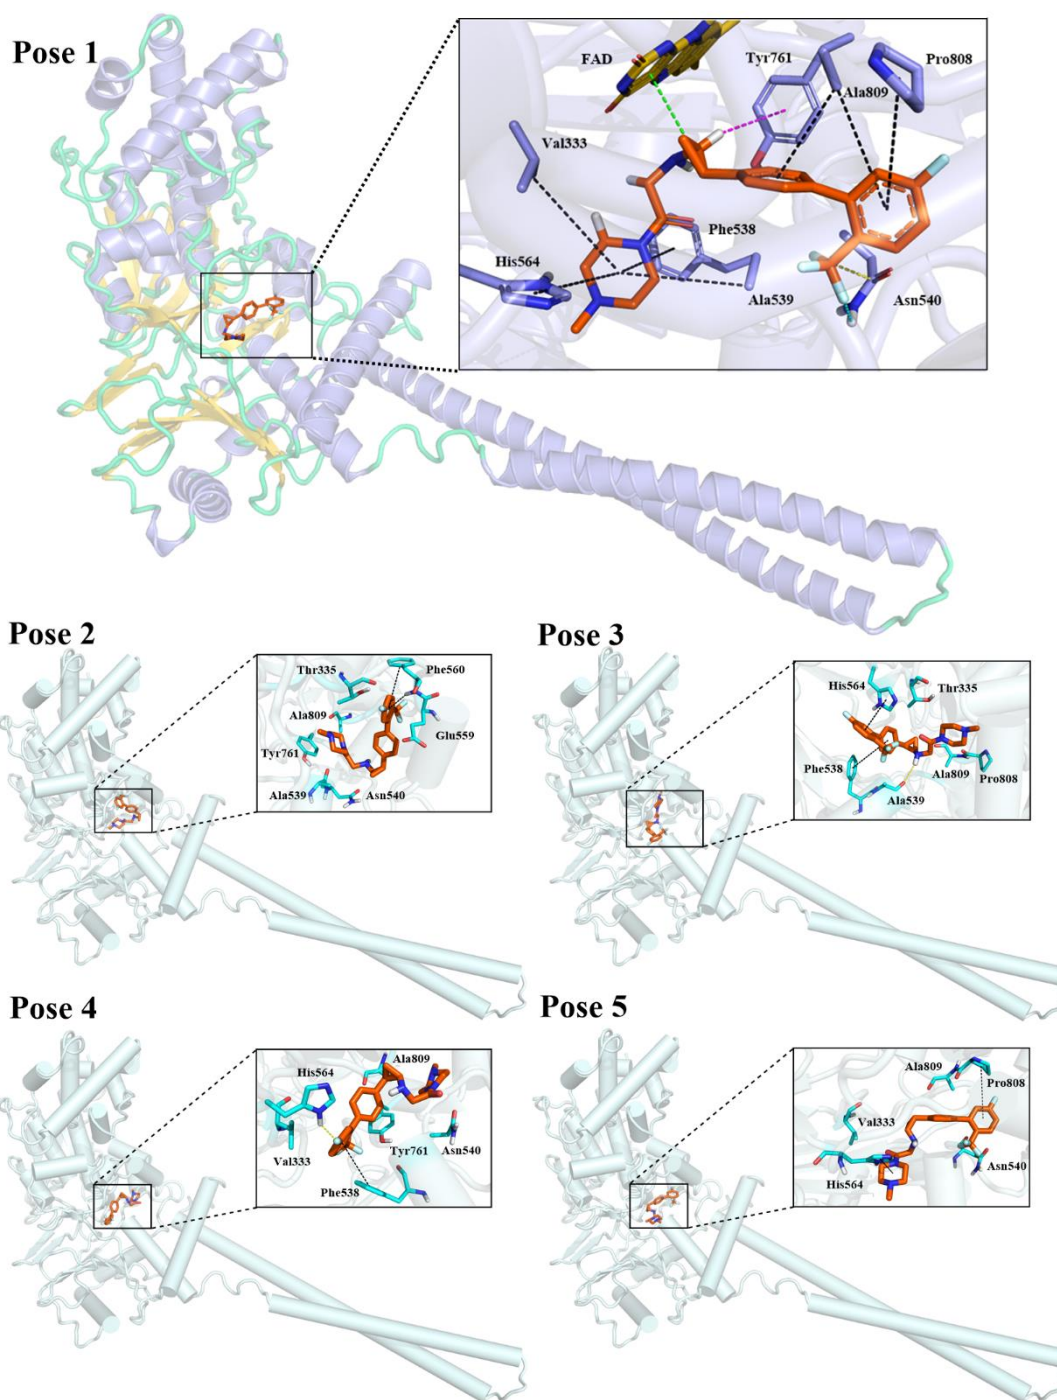 Pose 1
FAD
Tyr761
Pro808
Ala809
Val333
Phe538
His564
Ala539
Asn540
Pose 2
Thr335
Phe560
Ala809
Glu559
Tyr761
Ala539
Asn540
Pose 3
His564
Thr335
Phe538
Ala809
Pro808
Ala539
Pose 4
Ala809
His564
Val333
Tyr761
Asn540
Phe538
Pose 5
Ala809
Pro808
Val333
Asn540
His564